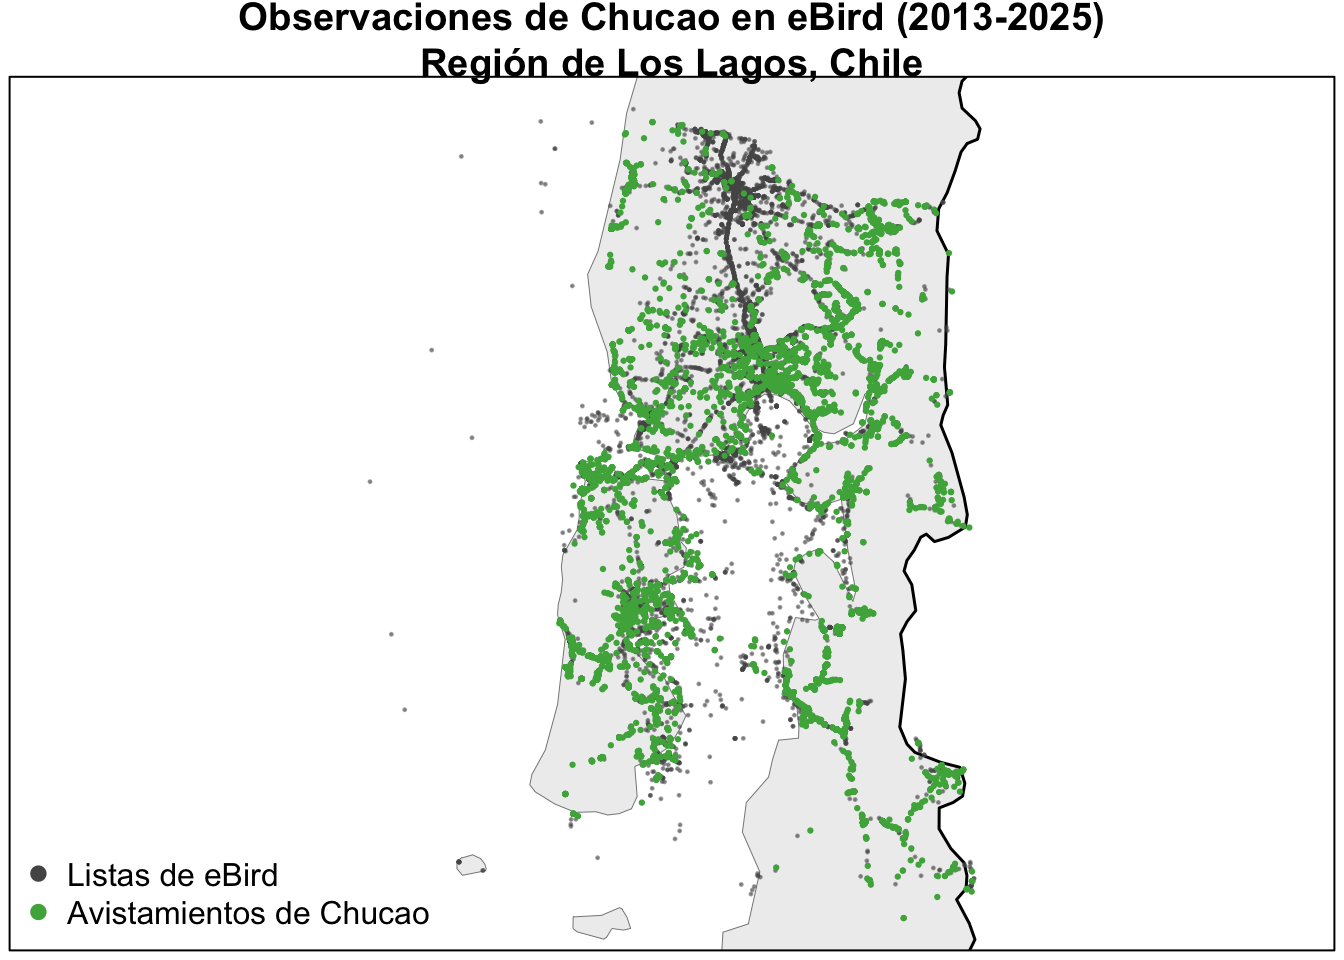 Observaciones de Chucao en eBird (2013-2025)
Región de Los Lagos, Chile
Listas de eBird
Avistamientos de Chucao